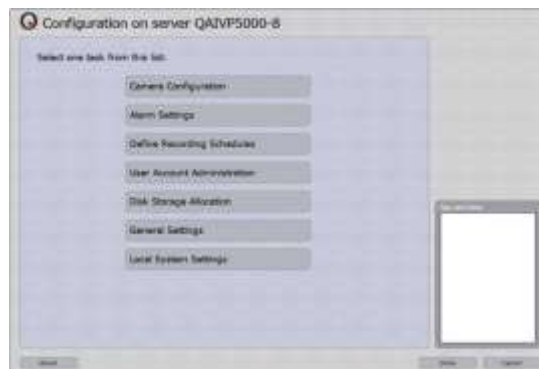 Configuration on server QAIVP5000-8
Select one task from this list.
Camera Configuration
Alarm Settings
Define Recording Schedules
User Account Administration
Disk Storage Allocation
General Settings
Local System Settings
Cancel